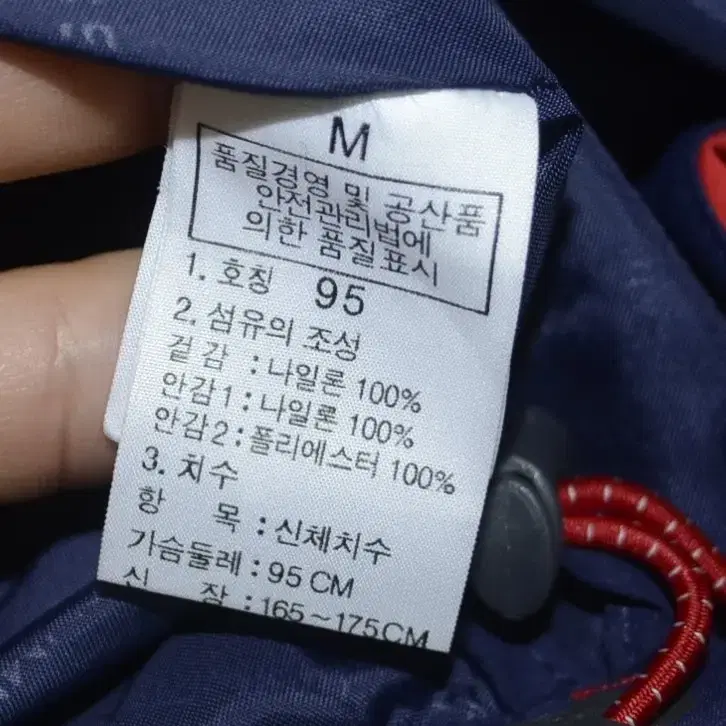 M
품질경영 및 공산품
안전관리법에
의한 품질표시
1. 호칭 95
2. 섬유의 조성
겉감 : 나일론 100%
안감1 : 나일론 100%
안감2 : 폴리에스터 100%
3. 치수
항 목 : 신체치수
가슴둘레 : 95 CM
신 장 : 165~175CM